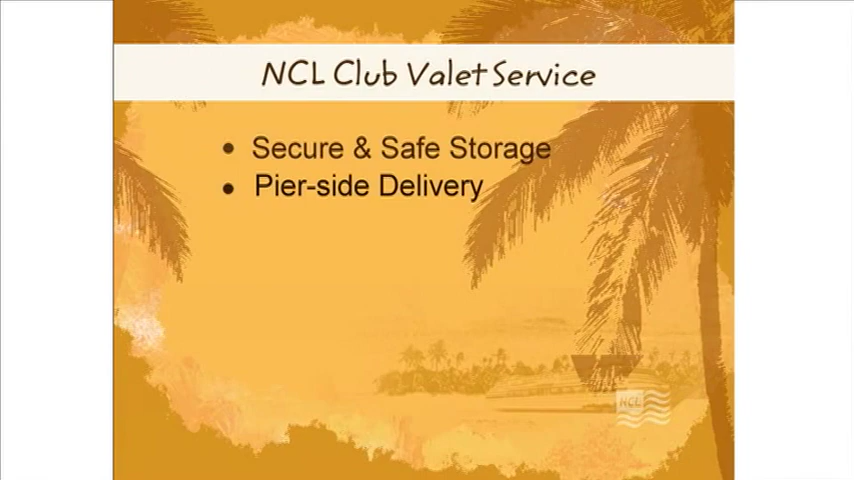 NCL Club Valet Service
• Secure & Safe Storage
• Pier-side Delivery
NCL